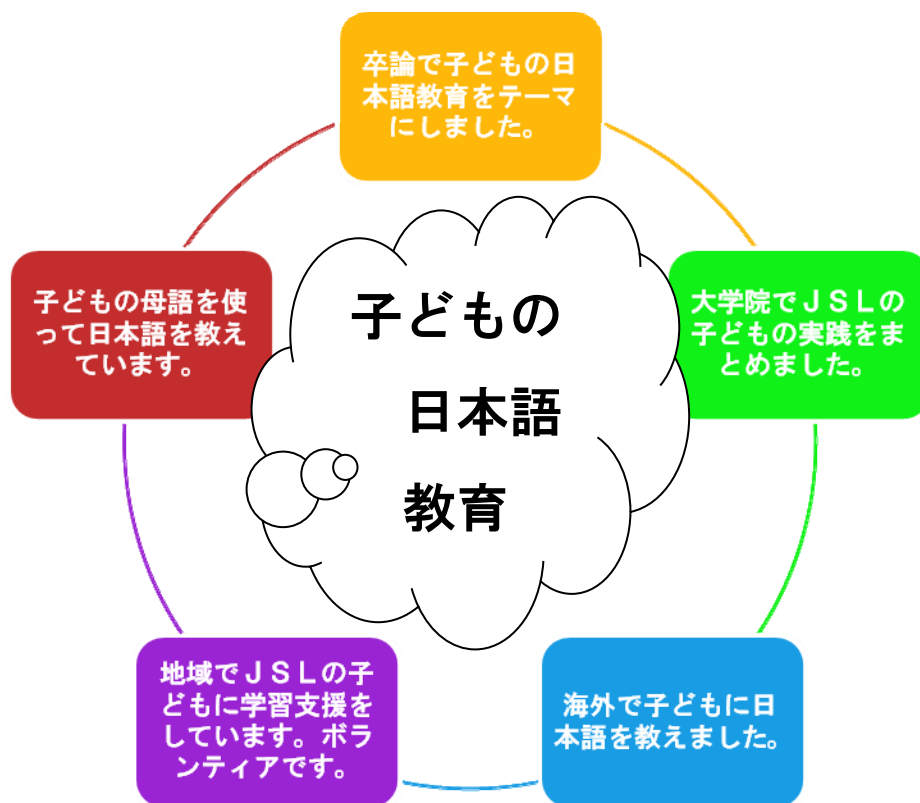 卒論で子どもの日
本語教育をテーマ
にしました。
子どもの母語を使
って日本語を教え
ています。
子どもの
日本語
教育
大学院でＪＳＬの
子どもの実践をま
とめました。
地域でＪＳＬの子
どもに学習支援を
しています。ボラ
ンティアです。
海外で子どもに日
本語を教えました。